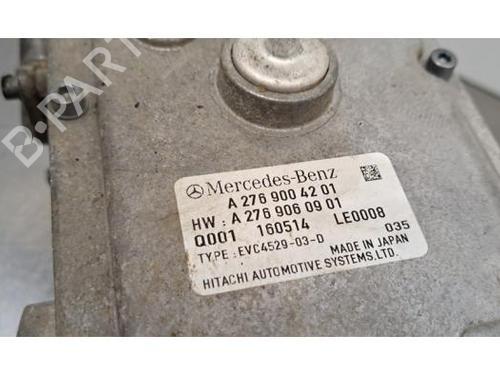 B-PARTS
Mercedes-Benz
A 276 900 42 01
HW : A 276 906 09 01
Q001 160514 LE0008
TYPE : EVC4529-03-D 035
MADE IN JAPAN
HITACHI AUTOMOTIVE SYSTEMS,LTD.